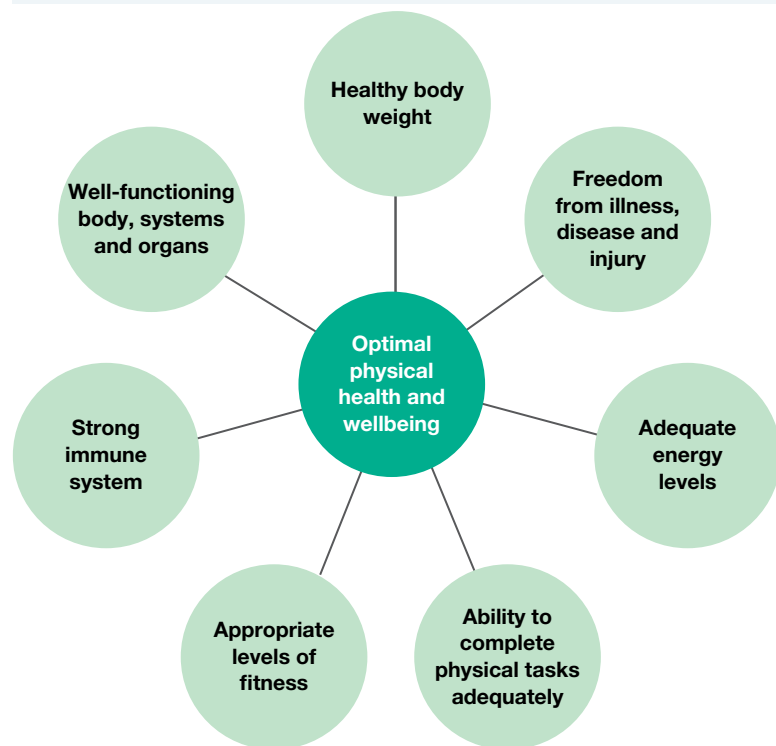 Healthy body
weight
Freedom
from illness,
disease and
injury
Adequate
energy
levels
Ability to
complete
physical tasks
adequately
Appropriate
levels of
fitness
Strong
immune
system
Well-functioning
body, systems
and organs
Optimal
physical
health and
wellbeing